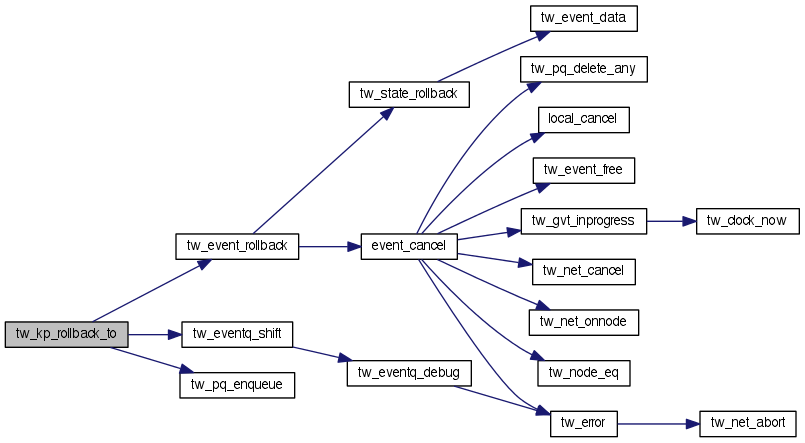 tw_event_data
tw_pq_delete_any
tw_state_rollback
local_cancel
tw_event_free
tw_gvt_inprogress
tw_clock_now
tw_event_rollback
event_cancel
tw_net_cancel
tw_net_onnode
tw_kp_rollback_to
tw_eventq_shift
tw_eventq_debug
tw_node_eq
tw_pq_enqueue
tw_error
tw_net_abort